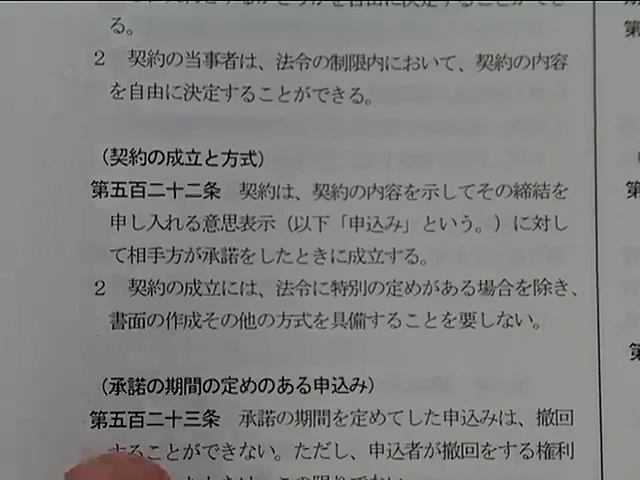 る。
2 契約の当事者は、法令の制限内において、契約の内容
を自由に決定することができる。
（契約の成立と方式）
第五百二十二条 契約は、契約の内容を示してその締結を
申し入れる意思表示（以下「申込み」という。）に対し
て相手方が承諾をしたときに成立する。
2 契約の成立には、法令に特別の定めがある場合を除き、
書面の作成その他の方式を具備することを要しない。
（承諾の期間の定めのある申込み）
第五百二十三条 承諾の期間を定めてした申込みは、撤回
することができない。ただし、申込者が撤回をする権利